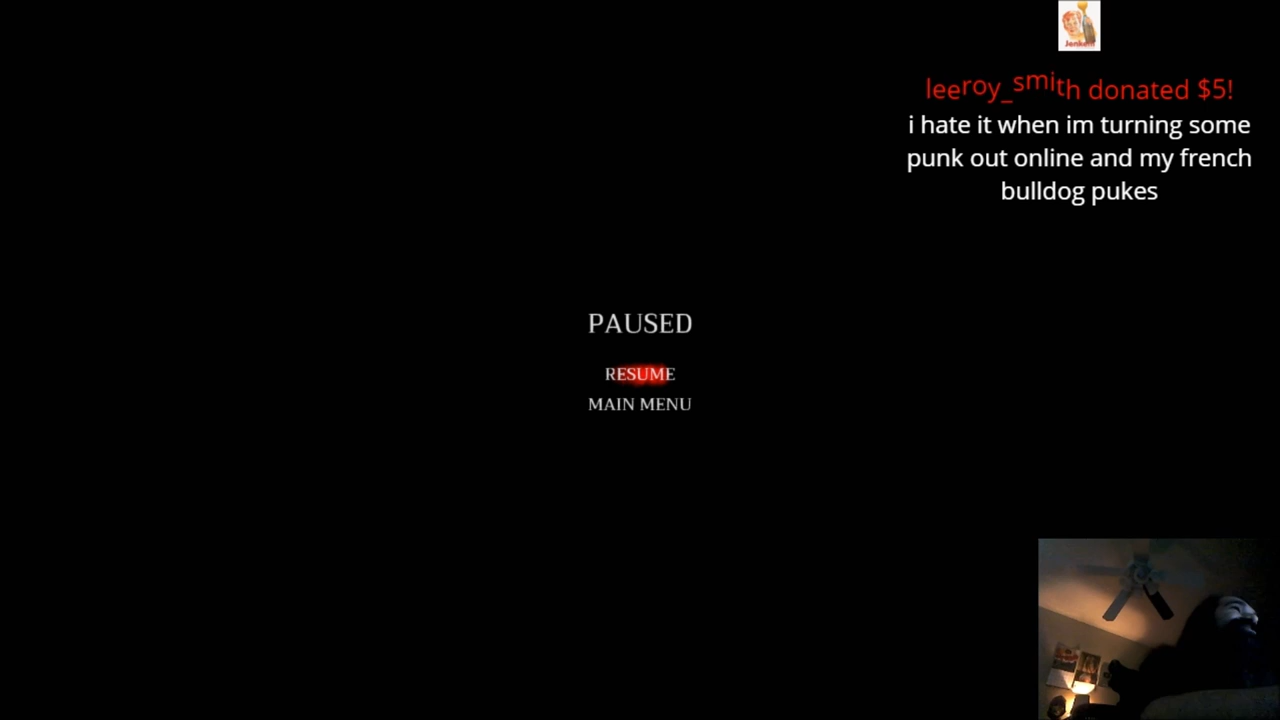 Jenkem
leeroy_smith donated $5!
i hate it when im turning some
punk out online and my french
bulldog pukes
PAUSED
RESUME
MAIN MENU